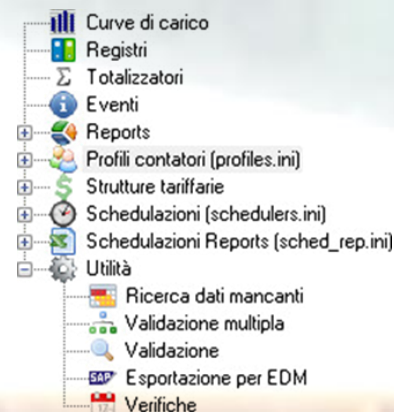 Curve di carico
Registri
Σ Totalizzatori
Eventi
Reports
Profili contatori (profiles.ini)
Strutture tariffarie
Schedulazioni (schedulers.ini)
Schedulazioni Reports (sched_rep.ini)
Utilità
Ricerca dati mancanti
Validazione multipla
Validazione
SAP Esportazione per EDM
Verifiche